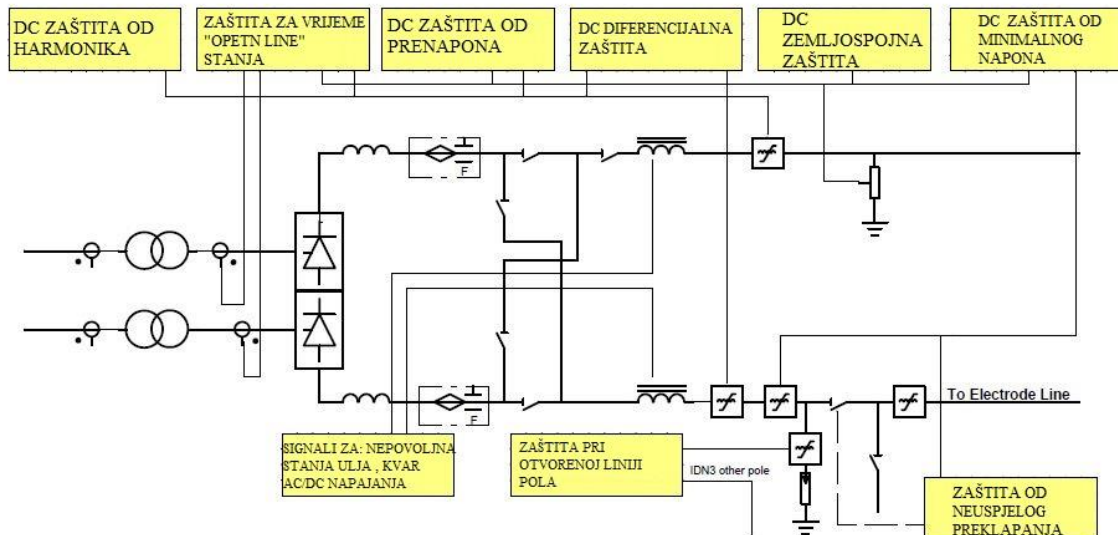 DC ZAŠTITA OD
HARMONIKA
ZAŠTITA ZA VRIJEME
"OPETN LINE"
STANJA
DC ZAŠTITA OD
PRENAPONA
DC DIFERENCIJALNA
ZAŠTITA
DC
ZEMLJOSPOJNA
ZAŠTITA
DC ZAŠTITA OD
MINIMALNOG
NAPONA
F
F
To Electrode Line
SIGNALI ZA: NEPOVOLJNA
STANJA ULJA , KVAR
AC/DC NAPAJANJA
ZAŠTITA PRI
OTVORENOJ LINIJI
POLA
IDN3 other pole
ZAŠTITA OD
NEUSPJELOG
PREKLAPANJA